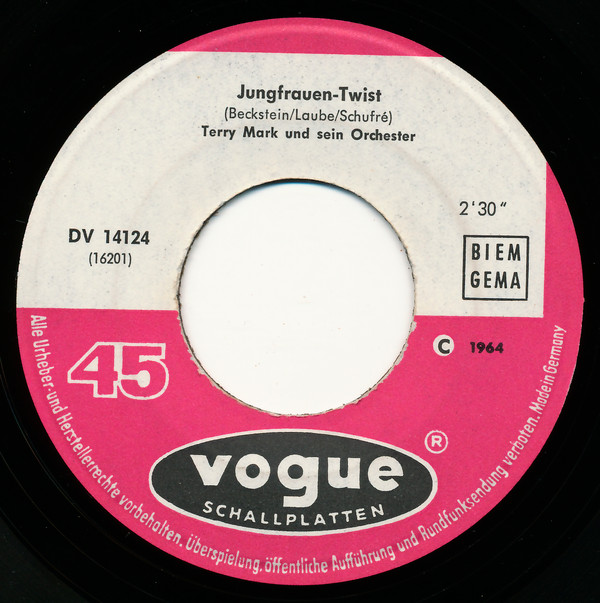 Jungfrauen-Twist
(Beckstein/Laube/Schufré)
Terry Mark und sein Orchester
2'30"
DV 14124
(16201)
BIEM
GEMA
45
C 1964
vogue ®
SCHALLPLATTEN
Alle Urheber- und Herstellerrechte vorbehalten. Überspielung, öffentliche Aufführung und Rundfunksendung verboten. Made in Germany